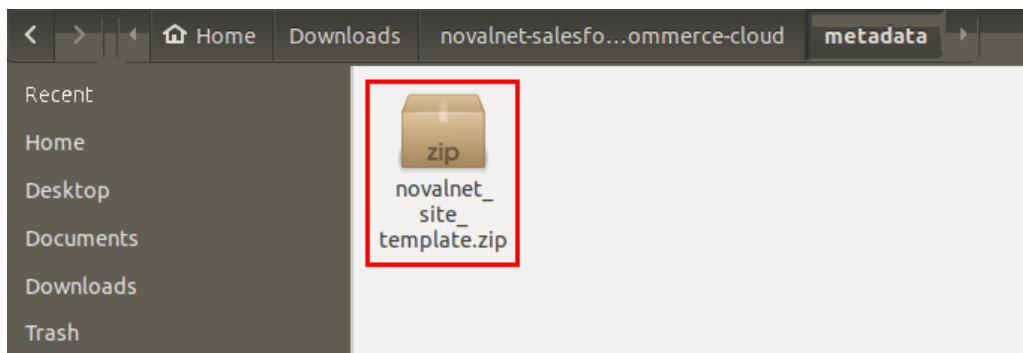 Home Downloads novalnet-salesfo...ommerce-cloud metadata
Recent
Home
Desktop
Documents
Downloads
Trash
zip
novalnet_
site_
template.zip